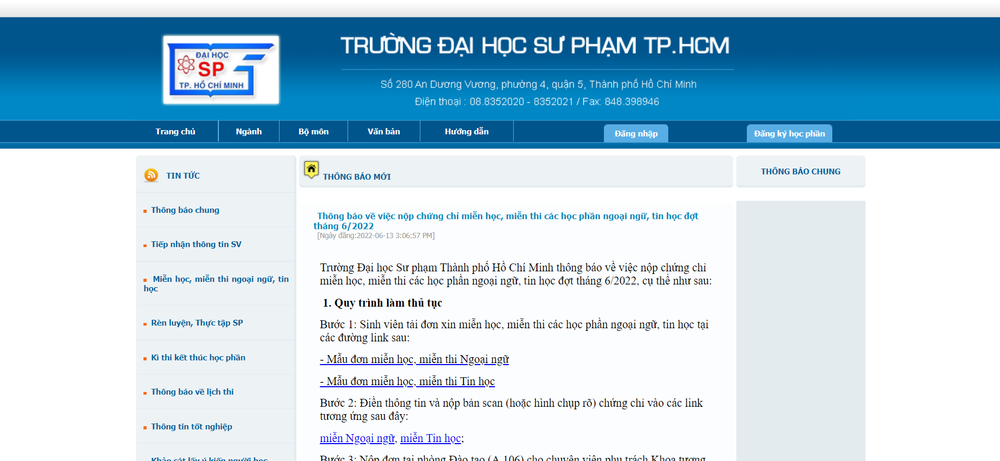 ĐẠI HỌC
SP
TP. HỒ CHÍ MINH
TRƯỜNG ĐẠI HỌC SƯ PHẠM TP.HCM
Số 280 An Dương Vương, phường 4, quận 5, Thành phố Hồ Chí Minh
Điện thoại : 08.8352020 - 8352021 / Fax: 848.398946
Trang chủ
Ngành
Bộ môn
Văn bản
Hướng dẫn
Đăng nhập
Đăng ký học phần
TIN TỨC
Thông báo chung
Tiếp nhận thông tin SV
Miễn học, miễn thi ngoại ngữ, tin
học
Rèn luyện, Thực tập SP
Kì thi kết thúc học phần
Thông báo về lịch thi
Thông tin tốt nghiệp
Khảo sát lấy ý kiến người học
THÔNG BÁO MỚI
Thông báo về việc nộp chứng chỉ miễn học, miễn thi các học phần ngoại ngữ, tin học đợt
tháng 6/2022
[Ngày đăng:2022-06-13 3:06:57 PM]
Trường Đại học Sư phạm Thành phố Hồ Chí Minh thông báo về việc nộp chứng chỉ
miễn học, miễn thi các học phần ngoại ngữ, tin học đợt tháng 6/2022, cụ thể như sau:
1. Quy trình làm thủ tục
Bước 1: Sinh viên tải đơn xin miễn học, miễn thi các học phần ngoại ngữ, tin học tại
các đường link sau:
- Mẫu đơn miễn học, miễn thi Ngoại ngữ
- Mẫu đơn miễn học, miễn thi Tin học
Bước 2: Điền thông tin và nộp bản scan (hoặc hình chụp rõ) chứng chỉ vào các link
tương ứng sau đây:
miễn Ngoại ngữ, miễn Tin học;
Bước 3: Nộp đơn tại phòng Đào tạo (A.106) cho chuyên viên phụ trách Khoa tương
THÔNG BÁO CHUNG